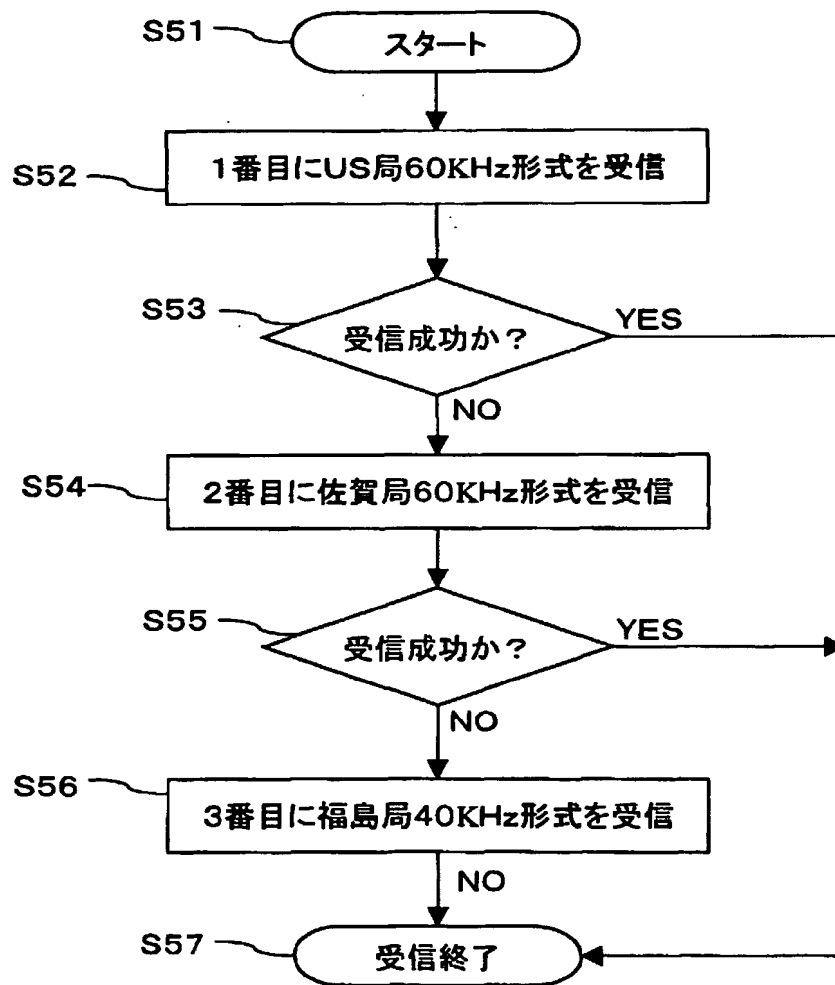 S51
スタート
S52
1番目にUS局60KHz形式を受信
S53
受信成功か?
YES
NO
S54
2番目に佐賀局60KHz形式を受信
S55
受信成功か?
YES
NO
S56
3番目に福島局40KHz形式を受信
NO
S57
受信終了